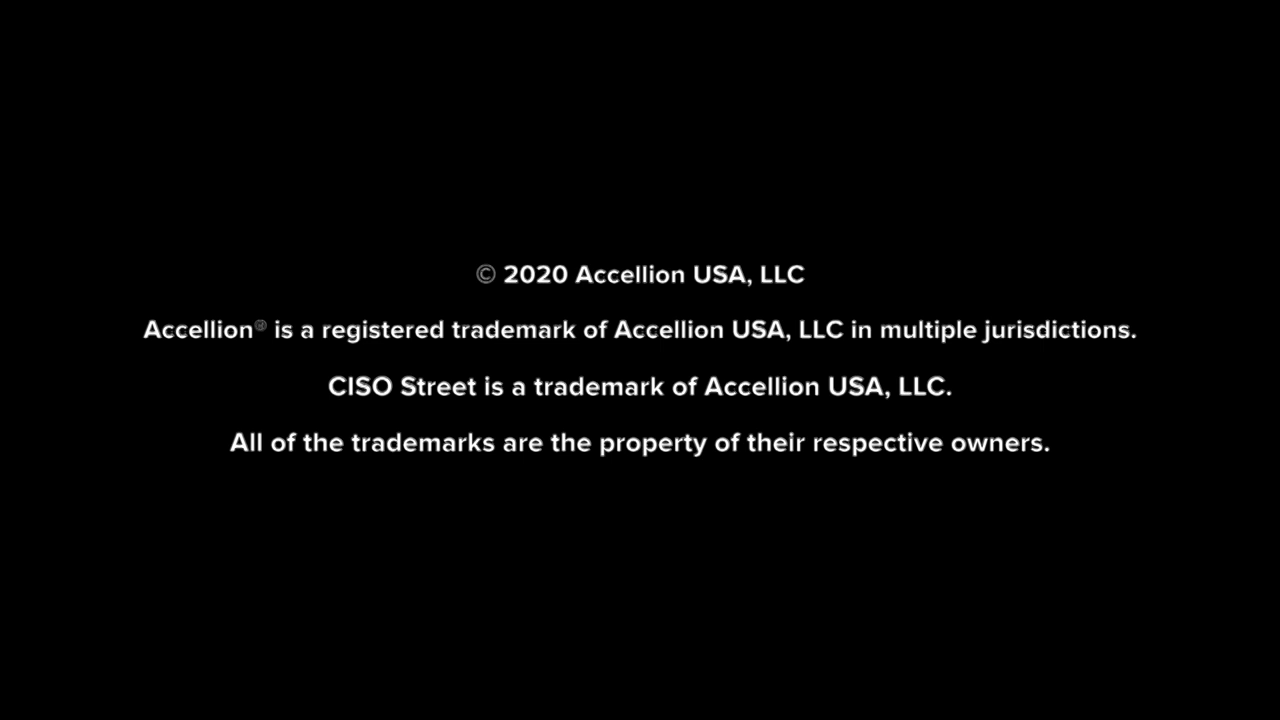 © 2020 Accellion USA, LLC
Accellion® is a registered trademark of Accellion USA, LLC in multiple jurisdictions.
CISO Street is a trademark of Accellion USA, LLC.
All of the trademarks are the property of their respective owners.